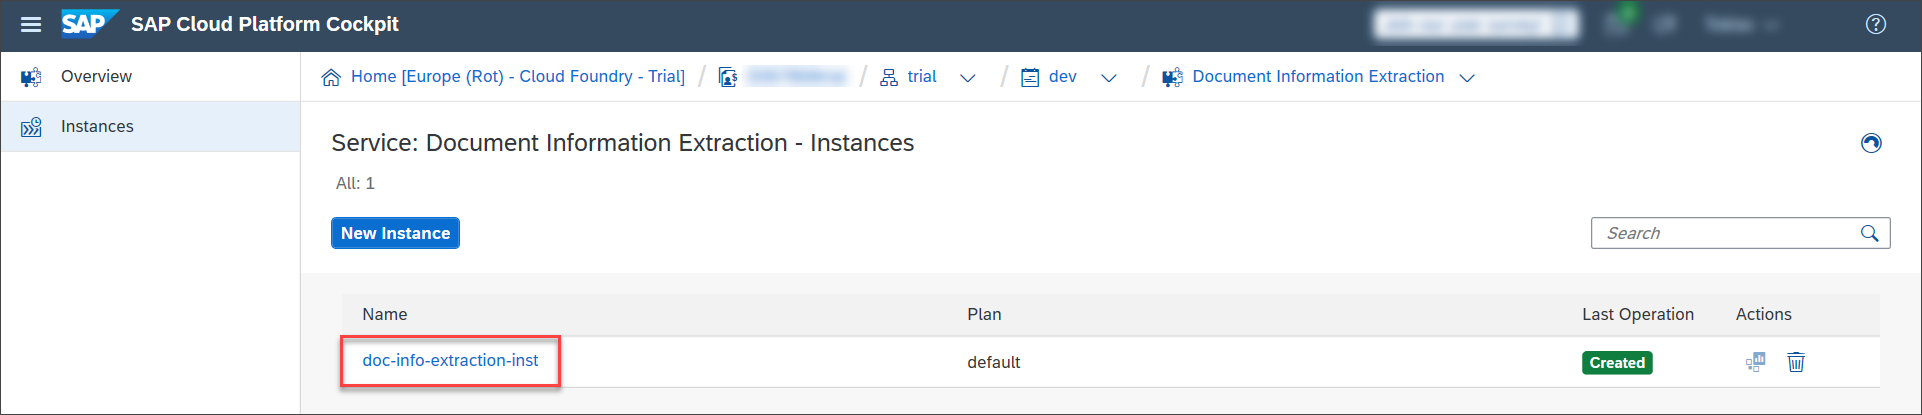 SAP SAP Cloud Platform Cockpit
Overview
Instances
Home [Europe (Rot) - Cloud Foundry - Trial] / / trial / dev / Document Information Extraction
Service: Document Information Extraction - Instances
All: 1
New Instance
Search
Name Plan Last Operation Actions
doc-info-extraction-inst default Created